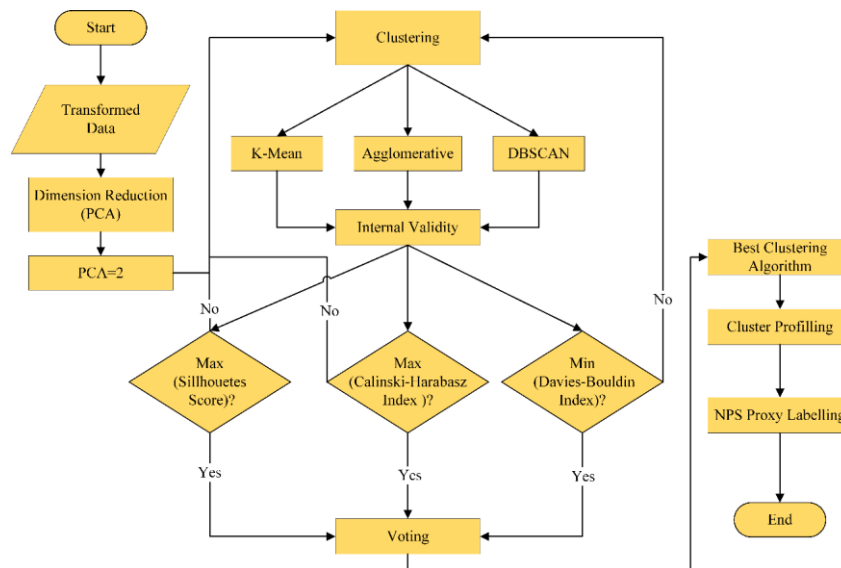 Start
Transformed
Data
Dimension Reduction
(PCA)
PCA=2
Clustering
K-Mean
Agglomerative
DBSCAN
Internal Validity
No
No
No
Max
(Sillhouetes
Score)?
Max
(Calinski-Harabasz
Index )?
Min
(Davies-Bouldin
Index)?
Yes
Yes
Yes
Voting
Best Clustering
Algorithm
Cluster Profilling
NPS Proxy Labelling
End